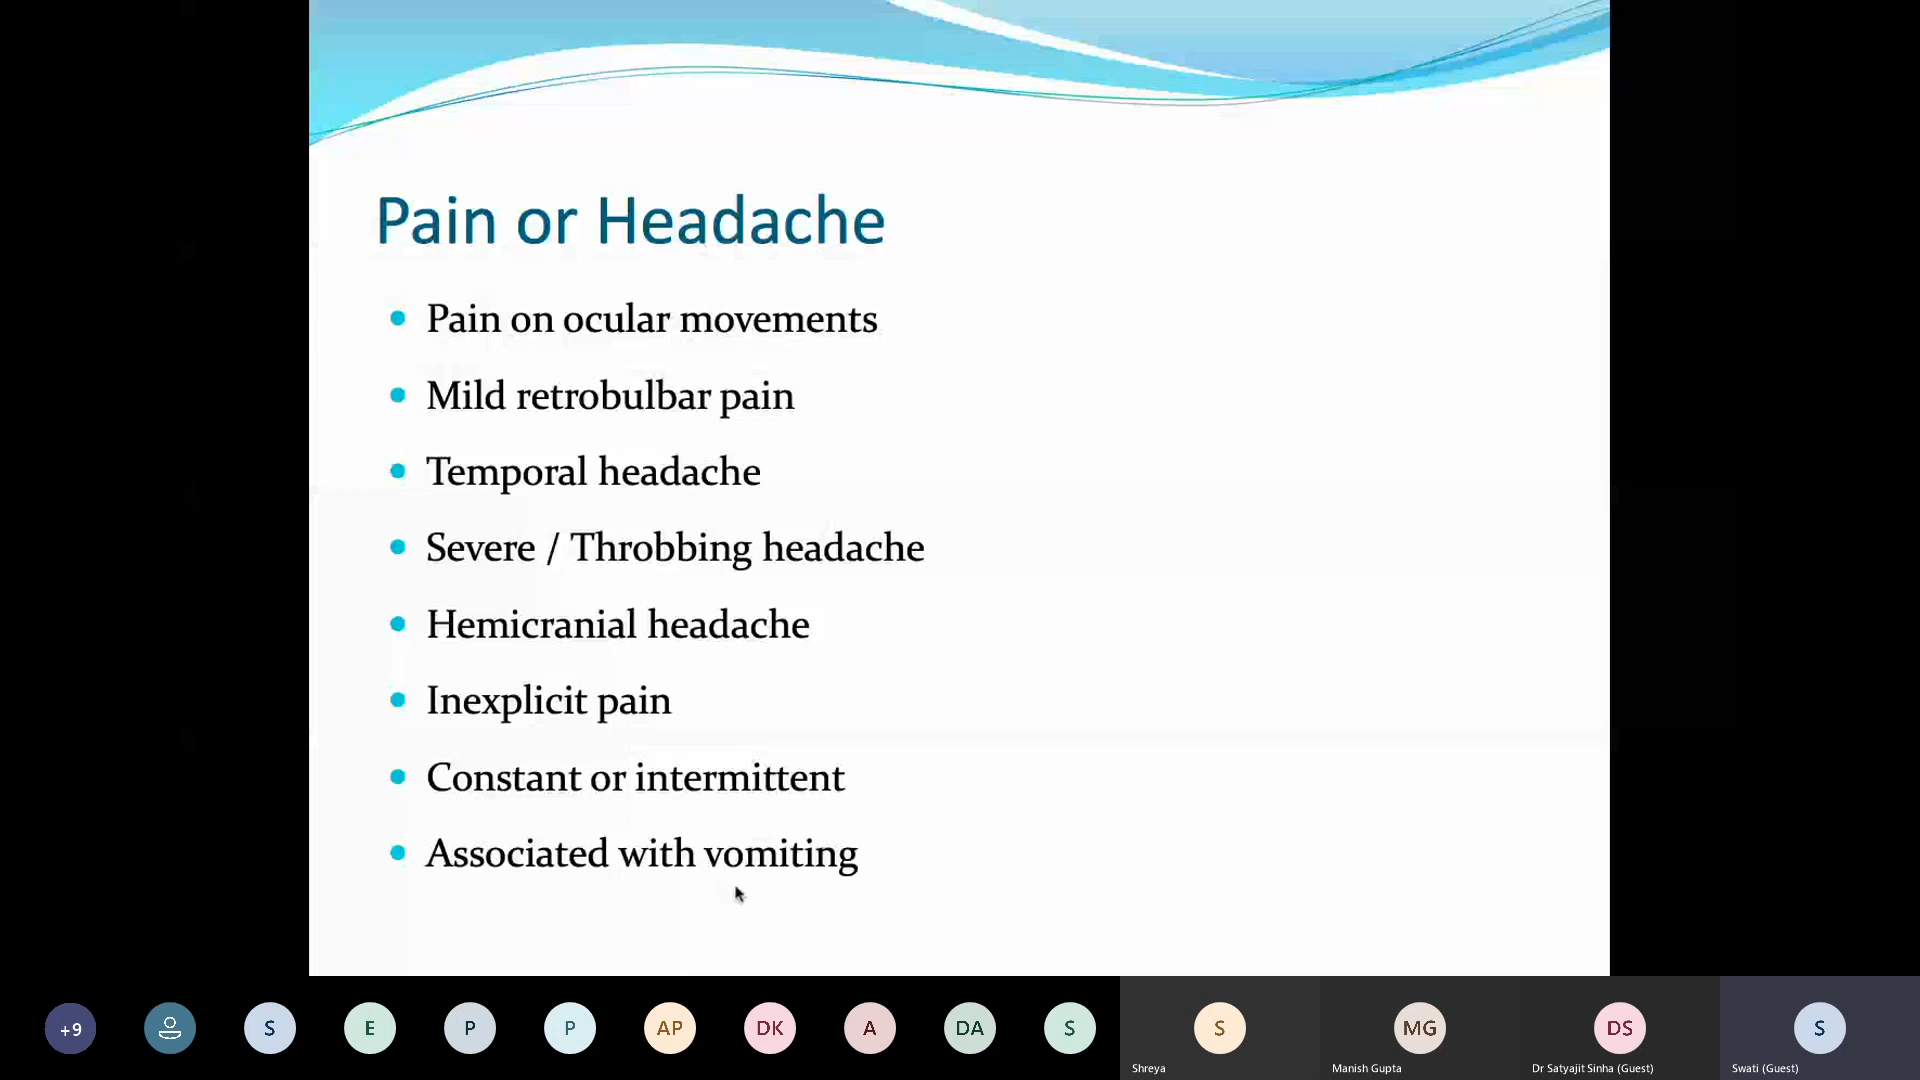 Pain or Headache
Pain on ocular movements
Mild retrobulbar pain
Temporal headache
Severe / Throbbing headache
Hemicranial headache
Inexplicit pain
Constant or intermittent
Associated with vomiting
+9
S
E
P
P
AP
DK
A
DA
S
S
MG
DS
S
Shreya
Manish Gupta
Dr Satyajit Sinha (Guest)
Swati (Guest)